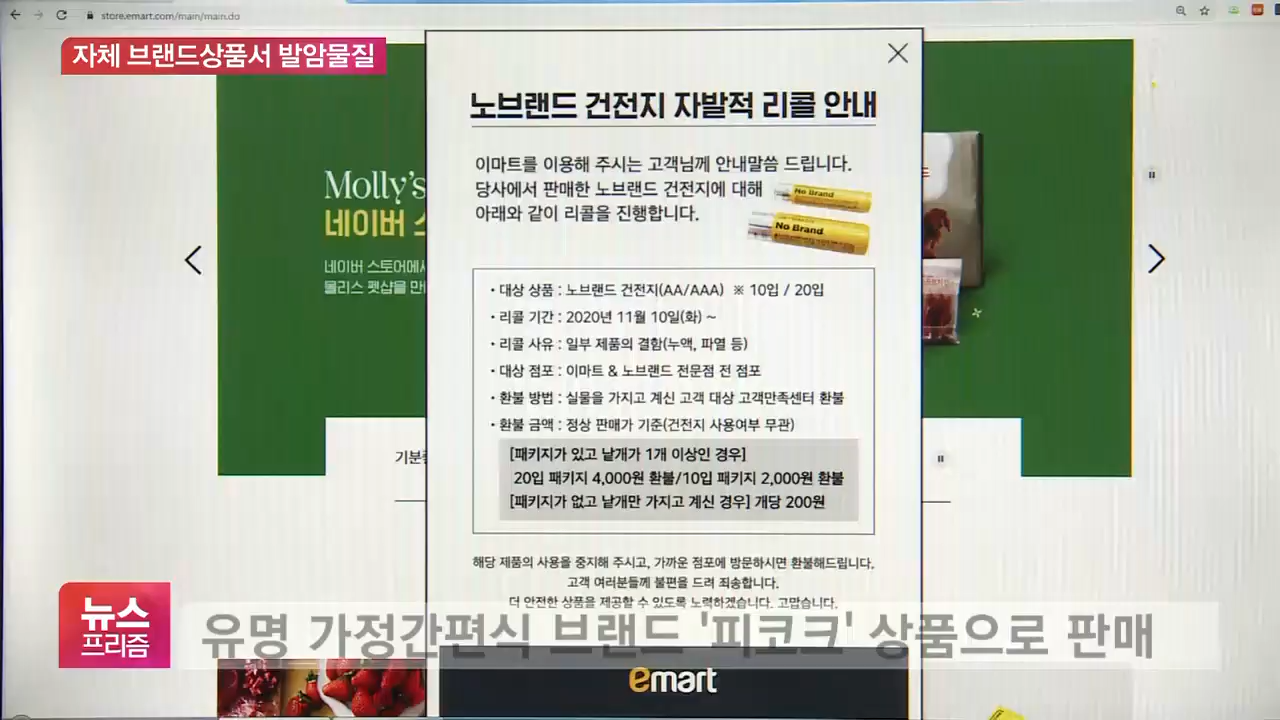 store.emart.com/main/main.do
자체 브랜드상품서 발암물질
노브랜드 건전지 자발적 리콜 안내
이마트를 이용해 주시는 고객님께 안내말씀 드립니다.
당사에서 판매한 노브랜드 건전지에 대해
아래와 같이 리콜을 진행합니다.
No Brand
No Brand
Molly's
네이버
네이버 스토어에서
몰리스 펫샵을 만
• 대상 상품 : 노브랜드 건전지(AA/AAA) ※ 10입 / 20입
• 리콜 기간 : 2020년 11월 10일(화) ~
• 리콜 사유 : 일부 제품의 결함(누액, 파열 등)
• 대상 점포 : 이마트 & 노브랜드 전문점 전 점포
• 환불 방법 : 실물을 가지고 계신 고객 대상 고객만족센터 환불
• 환불 금액 : 정상 판매가 기준(건전지 사용여부 무관)
[패키지가 있고 낱개가 1개 이상인 경우]
20입 패키지 4,000원 환불/10입 패키지 2,000원 환불
[패키지가 없고 낱개만 가지고 계신 경우] 개당 200원
기분
해당 제품의 사용을 중지해 주시고, 가까운 점포에 방문하시면 환불해드립니다.
고객 여러분들께 불편을 드려 죄송합니다.
더 안전한 상품을 제공할 수 있도록 노력하겠습니다. 고맙습니다.
뉴스
프리즘
유명 가정간편식 브랜드 '피코크' 상품으로 판매
emart